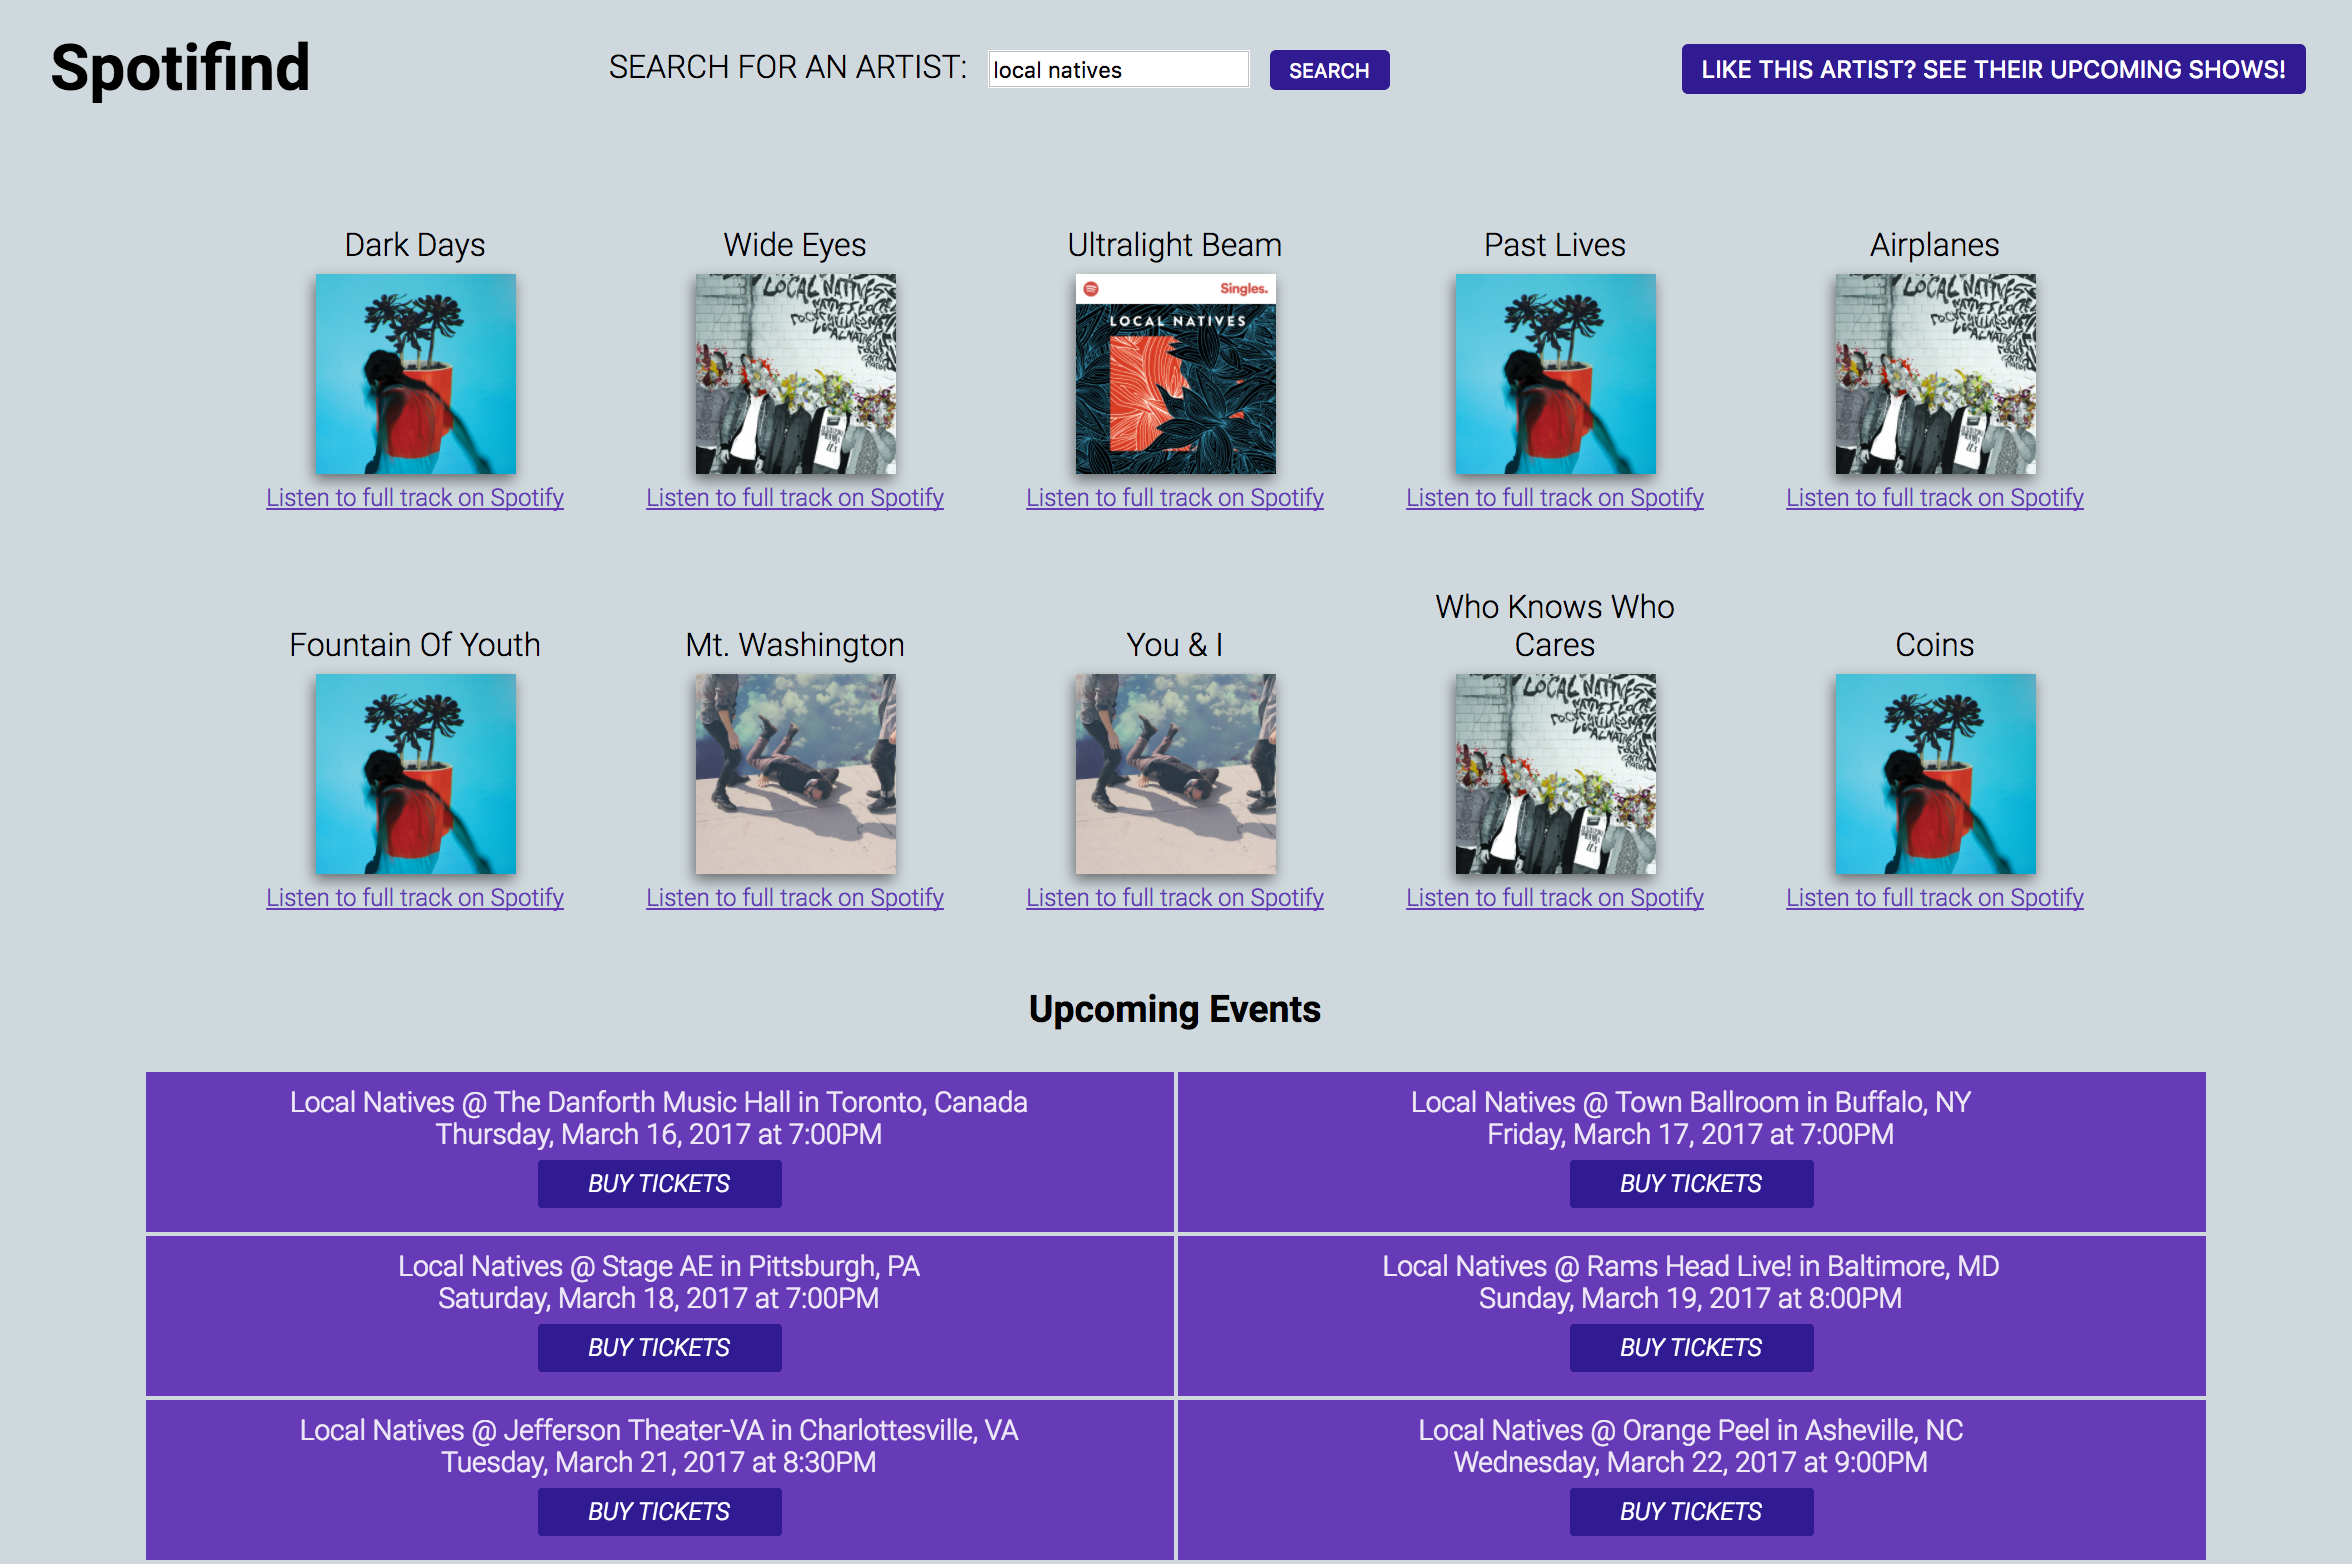 Spotifind
SEARCH FOR AN ARTIST:
local natives
SEARCH
LIKE THIS ARTIST? SEE THEIR UPCOMING SHOWS!
Dark Days
Wide Eyes
Ultralight Beam
Past Lives
Airplanes
LOCAL NATIVES
Singles.
LOCAL NATIVES
LOCAL NATIVES
Listen to full track on Spotify
Listen to full track on Spotify
Listen to full track on Spotify
Listen to full track on Spotify
Listen to full track on Spotify
Fountain Of Youth
Mt. Washington
You & I
Who Knows Who
Cares
Coins
LOCAL NATIVES
Listen to full track on Spotify
Listen to full track on Spotify
Listen to full track on Spotify
Listen to full track on Spotify
Listen to full track on Spotify
Upcoming Events
Local Natives @ The Danforth Music Hall in Toronto, Canada
Thursday, March 16, 2017 at 7:00PM
BUY TICKETS
Local Natives @ Town Ballroom in Buffalo, NY
Friday, March 17, 2017 at 7:00PM
BUY TICKETS
Local Natives @ Stage AE in Pittsburgh, PA
Saturday, March 18, 2017 at 7:00PM
BUY TICKETS
Local Natives @ Rams Head Live! in Baltimore, MD
Sunday, March 19, 2017 at 8:00PM
BUY TICKETS
Local Natives @ Jefferson Theater-VA in Charlottesville, VA
Tuesday, March 21, 2017 at 8:30PM
BUY TICKETS
Local Natives @ Orange Peel in Asheville, NC
Wednesday, March 22, 2017 at 9:00PM
BUY TICKETS